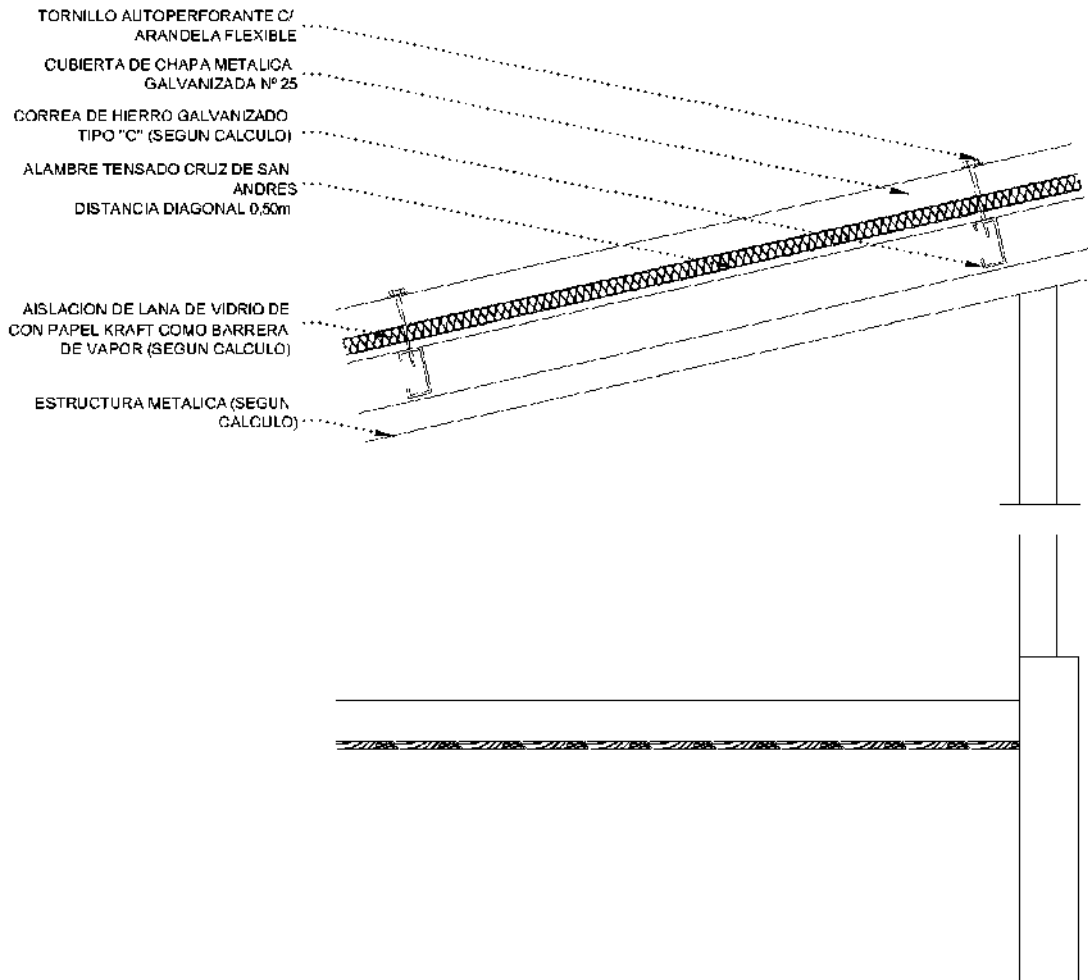 TORNILLO AUTOPERFORANTE C/
ARANDELA FLEXIBLE
CUBIERTA DE CHAPA METALICA
GALVANIZADA Nº 25
CORREA DE HIERRO GALVANIZADO
TIPO "C" (SEGUN CALCULO)
ALAMBRE TENSADO CRUZ DE SAN
ANDRES
DISTANCIA DIAGONAL 0,50m
AISLACION DE LANA DE VIDRIO DE
CON PAPEL KRAFT COMO BARRERA
DE VAPOR (SEGUN CALCULO)
ESTRUCTURA METALICA (SEGUN
CALCULO)